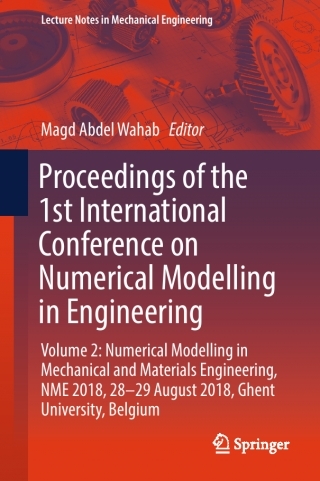 Lecture Notes in Mechanical Engineering
Magd Abdel Wahab Editor
Proceedings of the
1st International
Conference on
Numerical Modelling
in Engineering
Volume 2: Numerical Modelling in
Mechanical and Materials Engineering,
NME 2018, 28–29 August 2018, Ghent
University, Belgium
Springer